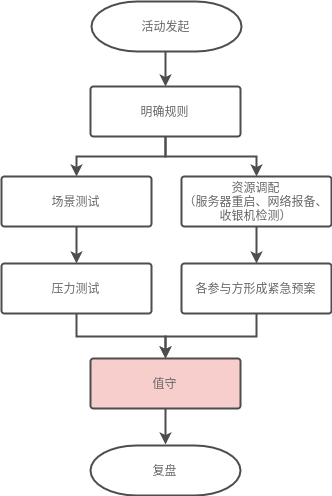 活动发起
明确规则
场景测试
资源调配
（服务器重启、网络报备、
收银机检测）
压力测试
各参与方形成紧急预案
值守
复盘